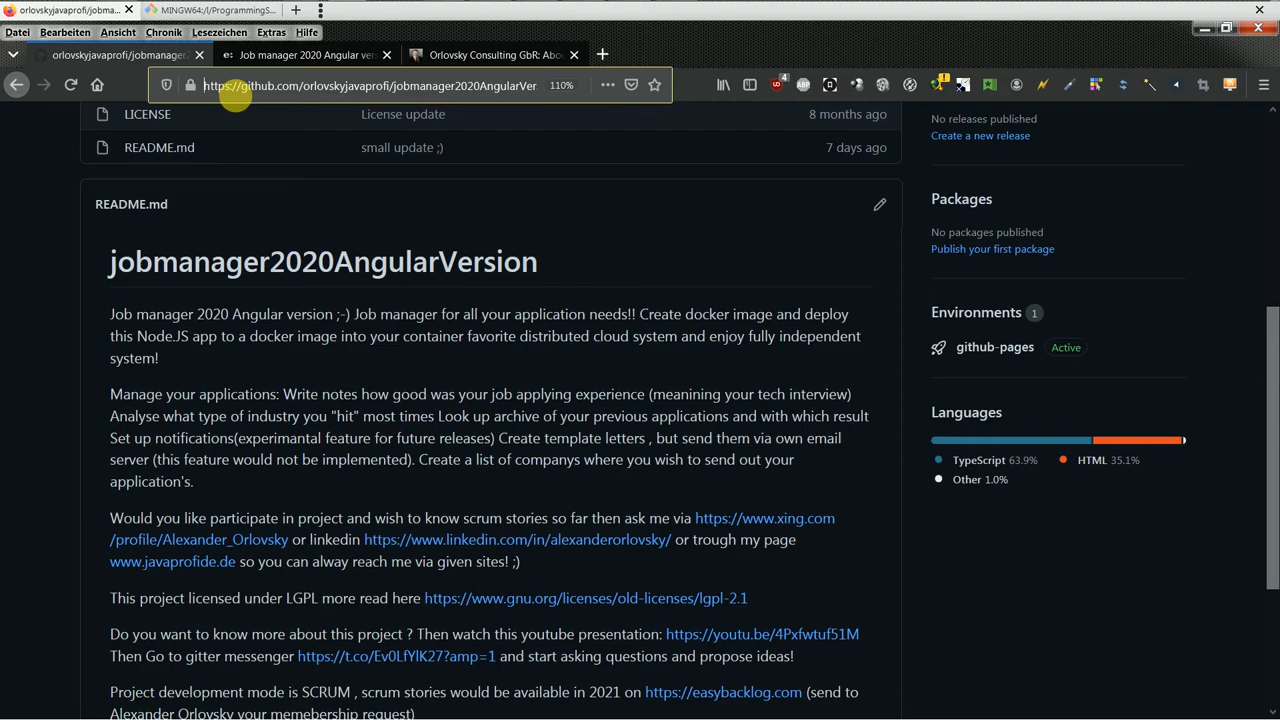 orlovskyjavaprofi/jobma...
MINGW64:/l/ProgrammingS...
Datei Bearbeiten Ansicht Chronik Lesezeichen Extras Hilfe
orlovskyjavaprofi/jobmanager2
Job manager 2020 Angular ver
Orlovsky Consulting GbR: Abou
https://github.com/orlovskyjavaprofi/jobmanager2020AngularVer
110%
4
LICENSE License update 8 months ago
README.md small update ;) 7 days ago
README.md
jobmanager2020AngularVersion
Job manager 2020 Angular version ;-) Job manager for all your application needs!! Create docker image and deploy
this NodeJS app to a docker image into your container favorite distributed cloud system and enjoy fully independent
system!
Manage your applications: Write notes how good was your job applying experience (meanining your tech interview)
Analyse what type of industry you "hit" most times Look up archive of your previous applications and with which result
Set up notifications(experimantal feature for future releases) Create template letters , but send them via own email
server (this feature would not be implemented). Create a list of companys where you wish to send out your
application's.
Would you like participate in project and wish to know scrum stories so far then ask me via https://www.xing.com
/profile/Alexander_Orlovsky or linkedin https://www.linkedin.com/in/alexanderorlovsky/ or trough my page
www.javaprofide.de so you can alway reach me via given sites! ;)
This project licensed under LGPL more read here https://www.gnu.org/licenses/old-licenses/lgpl-2.1
Do you want to know more about this project ? Then watch this youtube presentation: https://youtu.be/4Pxfwtuf51M
Then Go to gitter messenger https://t.co/Ev0LfYlK27?amp=1 and start asking questions and propose ideas!
Project development mode is SCRUM , scrum stories would be available in 2021 on https://easybacklog.com (send to
Alexander Orlovsky your memebership request)
No releases published
Create a new release
Packages
No packages published
Publish your first package
Environments 1
github-pages Active
Languages
TypeScript 63.9% HTML 35.1%
Other 1.0%